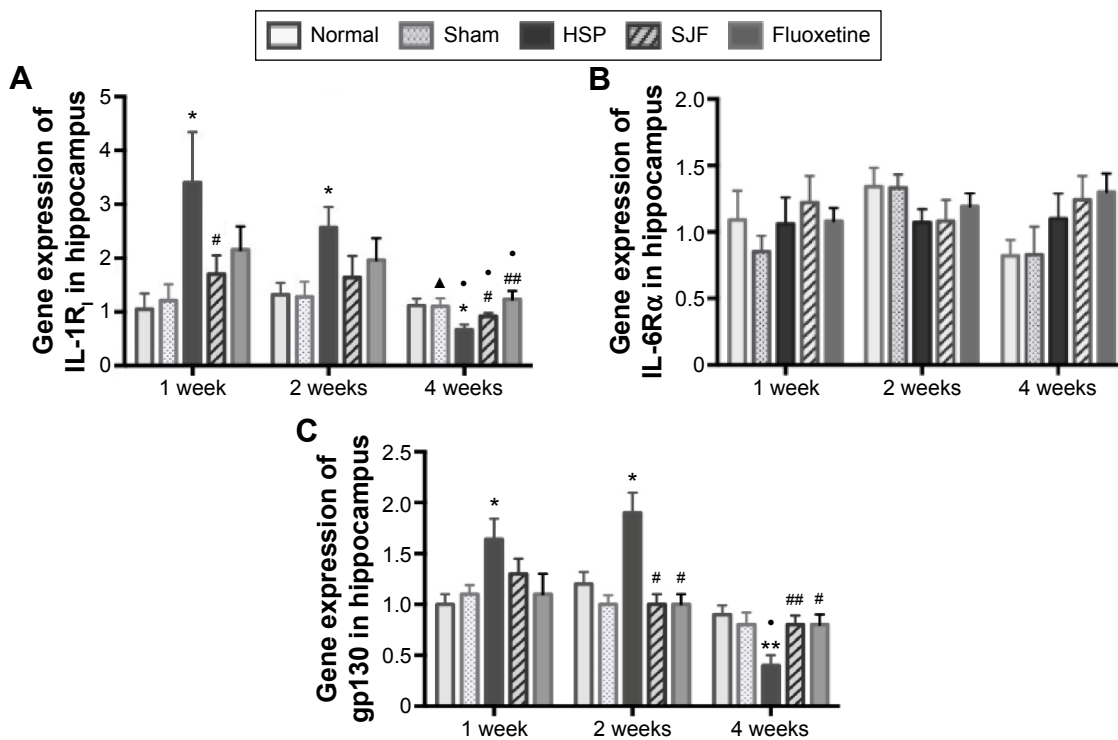 Normal Sham HSP SJF Fluoxetine
A
Gene expression of
IL-1R_I in hippocampus
5
4
3
2
1
0
*
#
*
▲
•
*
•
#
•
##
1 week 2 weeks 4 weeks
B
Gene expression of
IL-6Rα in hippocampus
2.0
1.5
1.0
0.5
0
1 week 2 weeks 4 weeks
C
Gene expression of
gp130 in hippocampus
2.5
2.0
1.5
1.0
0.5
0
*
*
# #
•
**
## #
1 week 2 weeks 4 weeks